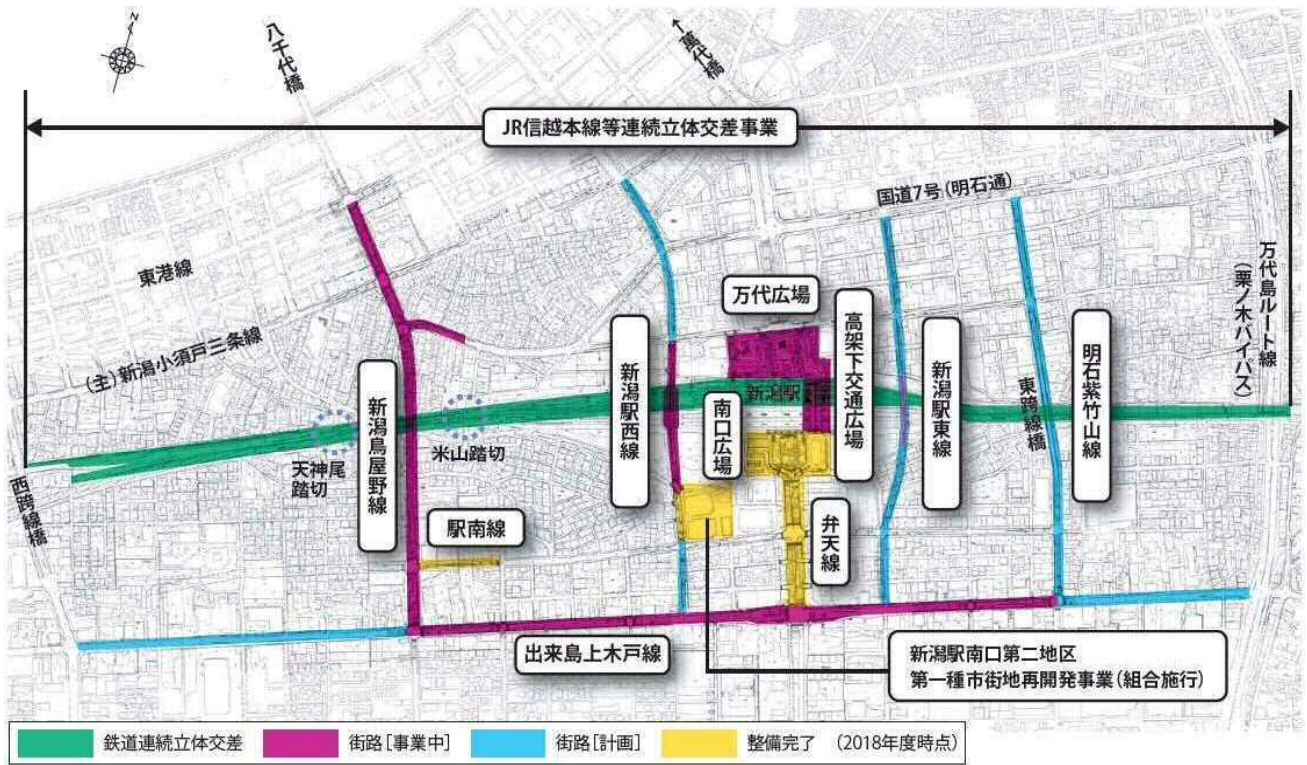 N
八千代橋
←萬代橋
JR信越本線等連続立体交差事業
国道7号(明石通)
万代島ルート線
(栗ノ木バイパス)
東港線
(主)新潟小須戸三条線
万代広場
高架下交通広場
新潟駅西線
新潟駅
新潟駅東線
東跨線橋
明石紫竹山線
新潟鳥屋野線
南口広場
天神尾
踏切
米山踏切
西跨線橋
駅南線
弁天線
出来島上木戸線
新潟駅南口第二地区
第一種市街地再開発事業(組合施行)
鉄道連続立体交差
街路[事業中]
街路[計画]
整備完了 (2018年度時点)